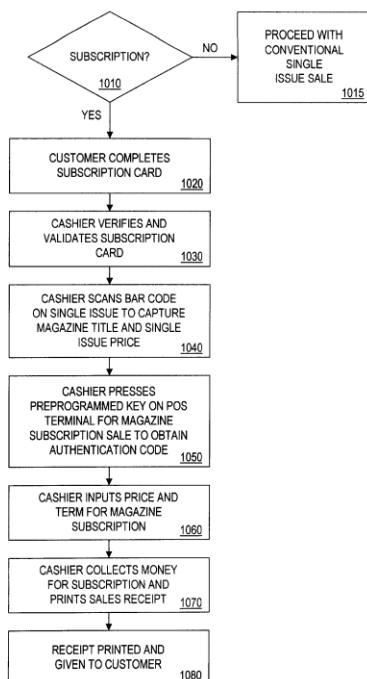 SUBSCRIPTION?
1010
NO
PROCEED WITH
CONVENTIONAL
SINGLE
ISSUE SALE
1015
YES
CUSTOMER COMPLETES
SUBSCRIPTION CARD
1020
CASHIER VERIFIES AND
VALIDATES SUBSCRIPTION
CARD
1030
CASHIER SCANS BAR CODE
ON SINGLE ISSUE TO CAPTURE
MAGAZINE TITLE AND SINGLE
ISSUE PRICE
1040
CASHIER PRESSES
PREPROGRAMMED KEY ON POS
TERMINAL FOR MAGAZINE
SUBSCRIPTION SALE TO OBTAIN
AUTHENTICATION CODE
1050
CASHIER INPUTS PRICE AND
TERM FOR MAGAZINE
SUBSCRIPTION
1060
CASHIER COLLECTS MONEY
FOR SUBSCRIPTION AND
PRINTS SALES RECEIPT
1070
RECEIPT PRINTED AND
GIVEN TO CUSTOMER
1080